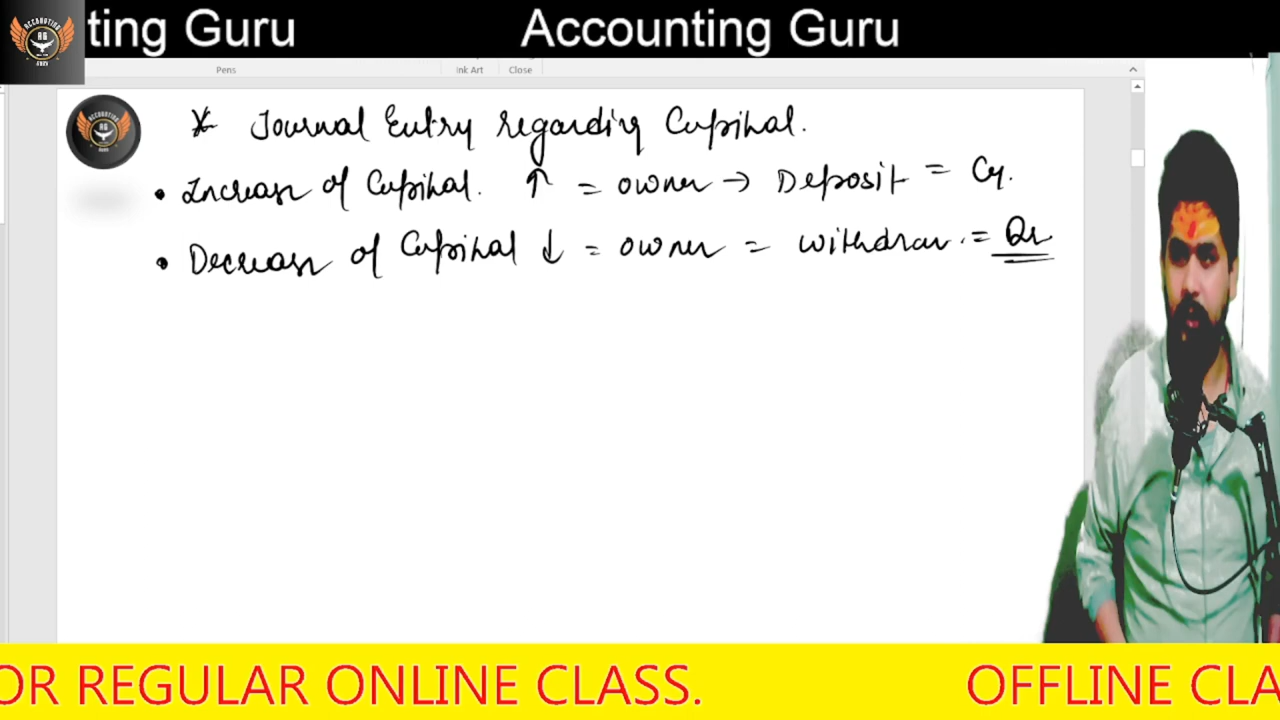 ting Guru Accounting Guru
Pens Ink Art Close
* Journal Entry regarding Capital.
• Increase of Capital. ↑ = owner → Deposit = Cr.
• Decrease of Capital ↓ = owner = withdraw. = Dr
OR REGULAR ONLINE CLASS. OFFLINE CLA